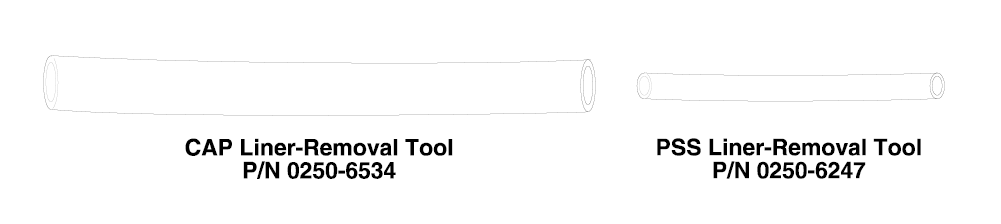 CAP Liner-Removal Tool
P/N 0250-6534
PSS Liner-Removal Tool
P/N 0250-6247